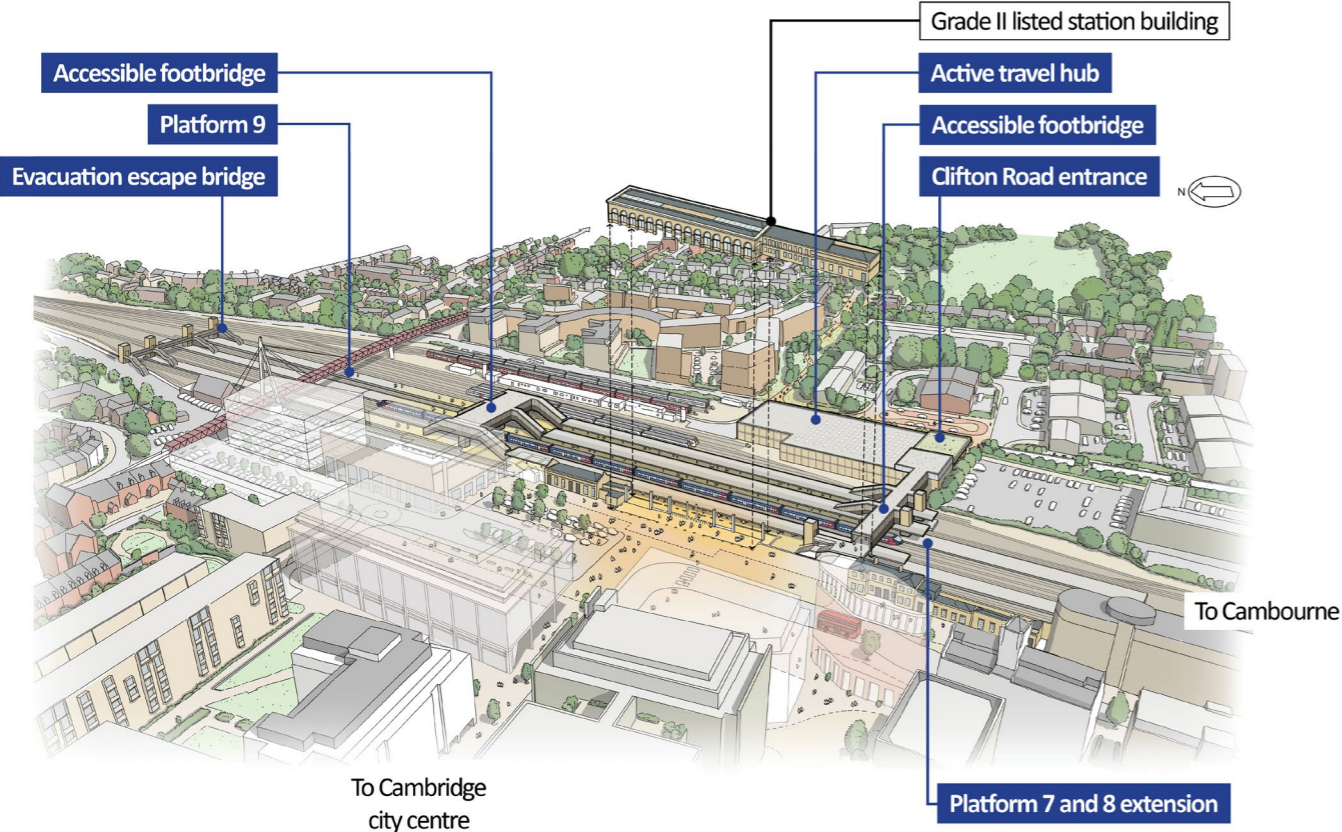 Grade II listed station building
Accessible footbridge
Active travel hub
Platform 9
Accessible footbridge
Evacuation escape bridge
Clifton Road entrance
N
To Cambourne
To Cambridge
city centre
Platform 7 and 8 extension